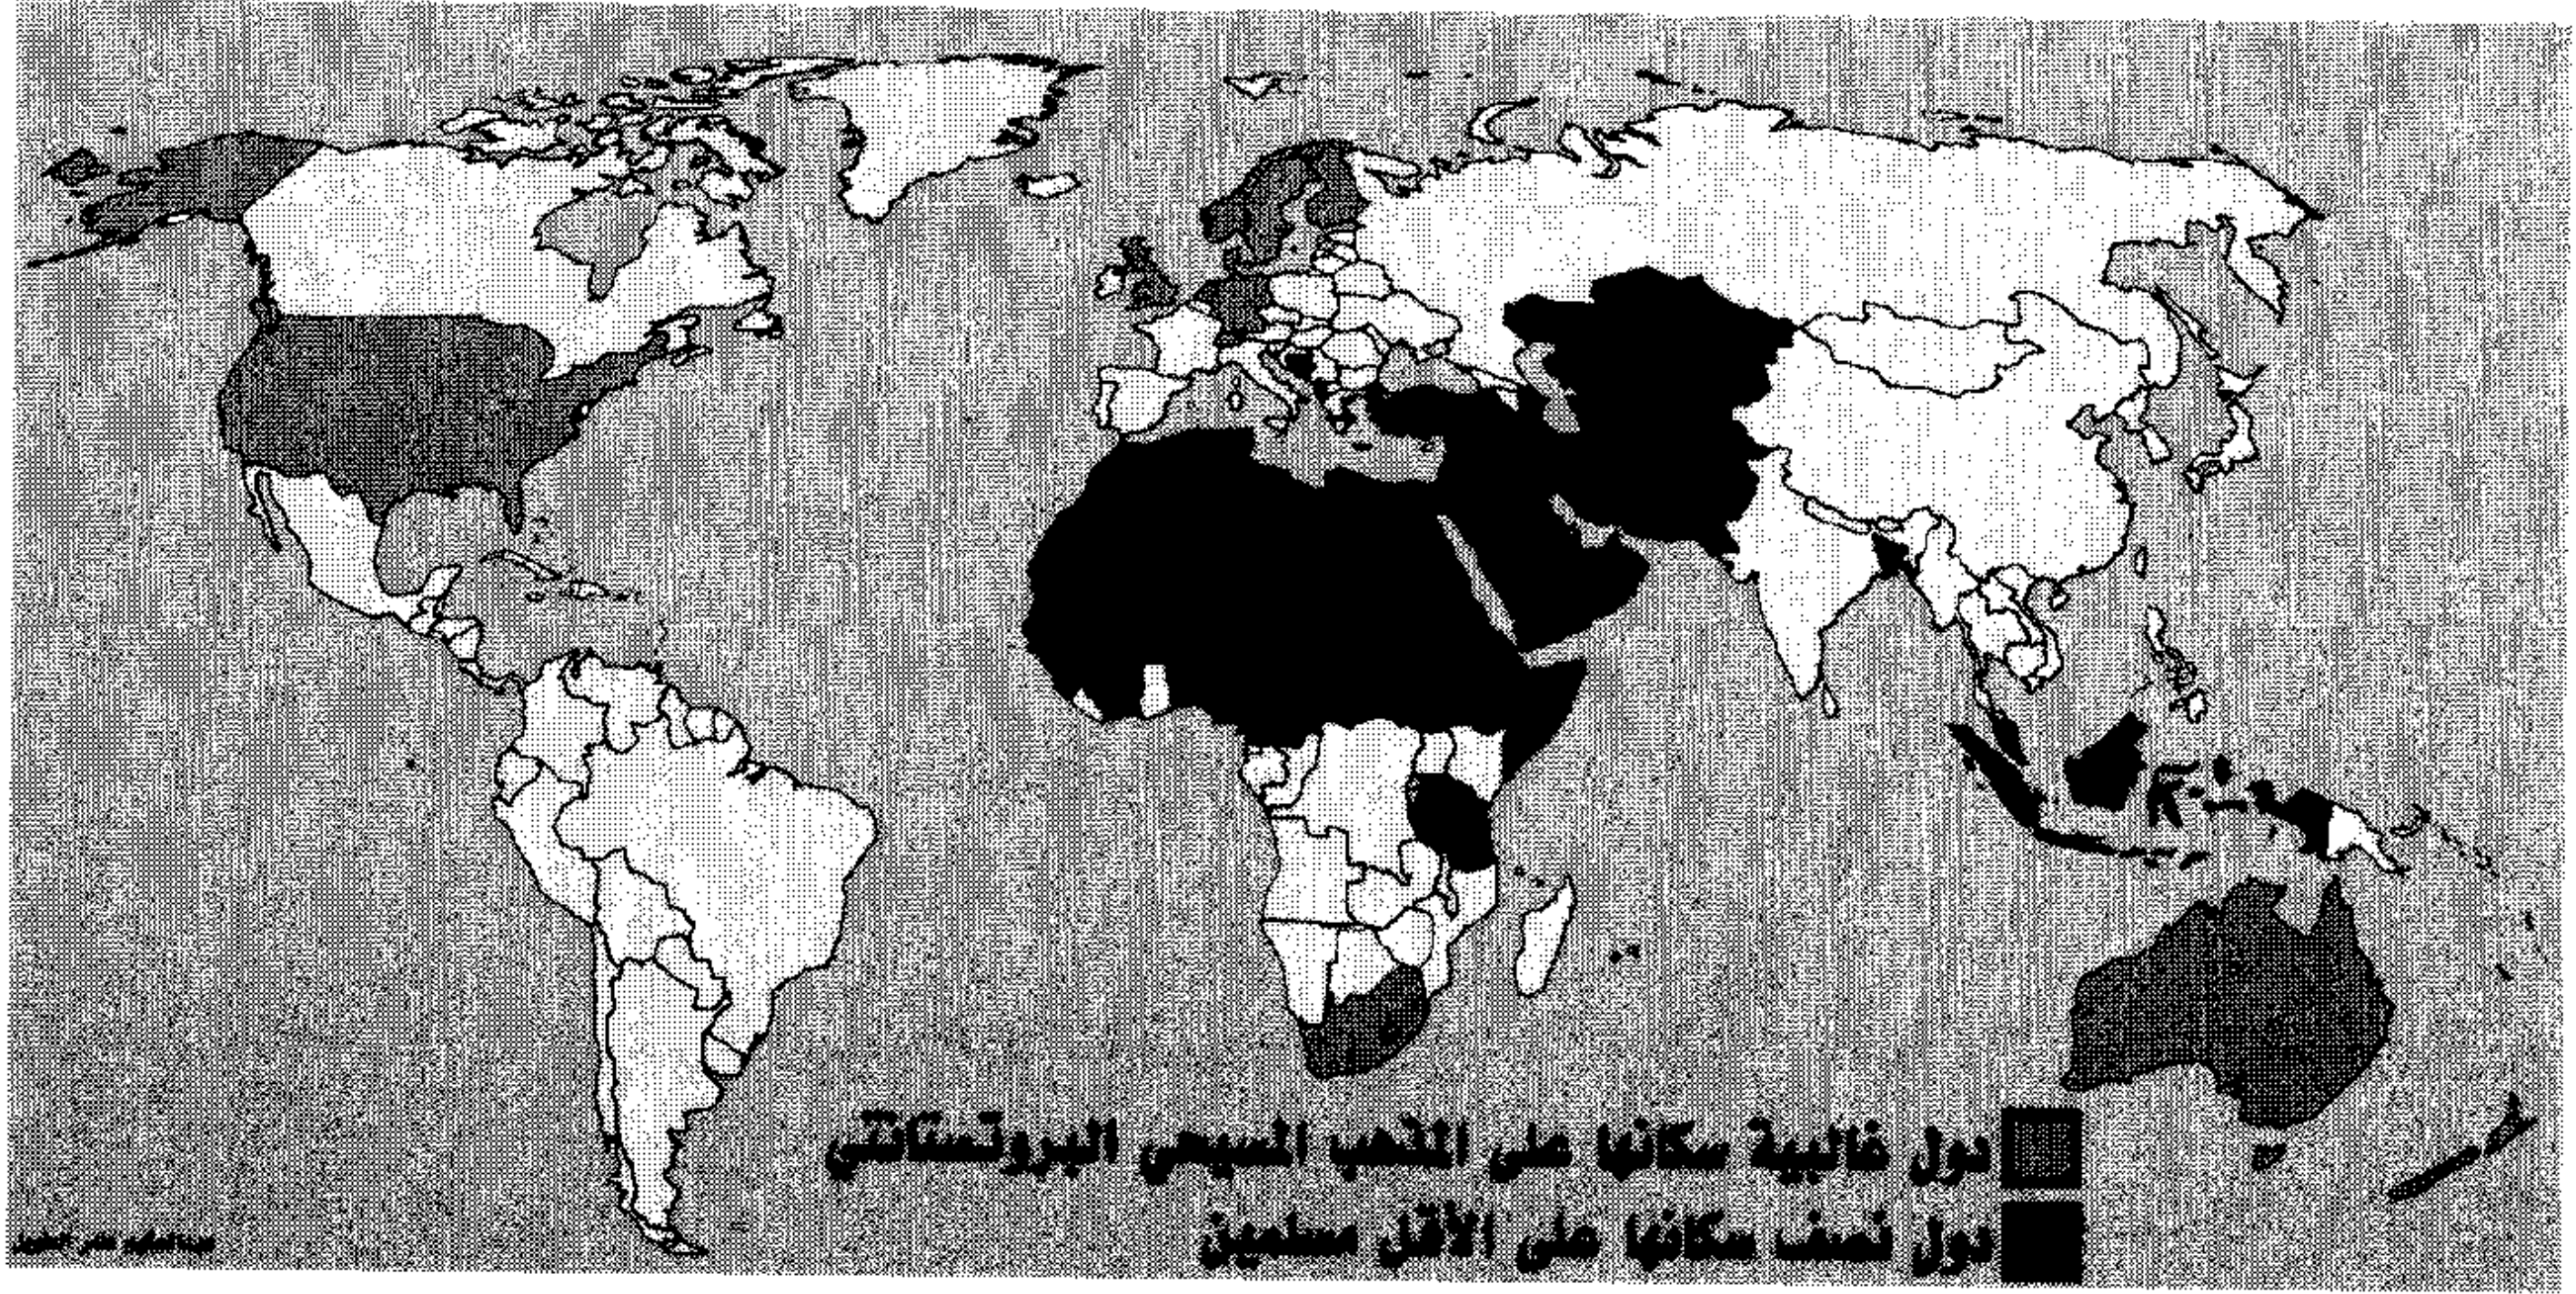 دول غالبية سكانها على المذهب المسيحي البروتستانتي
دول نصف سكانها على الأقل مسلمين